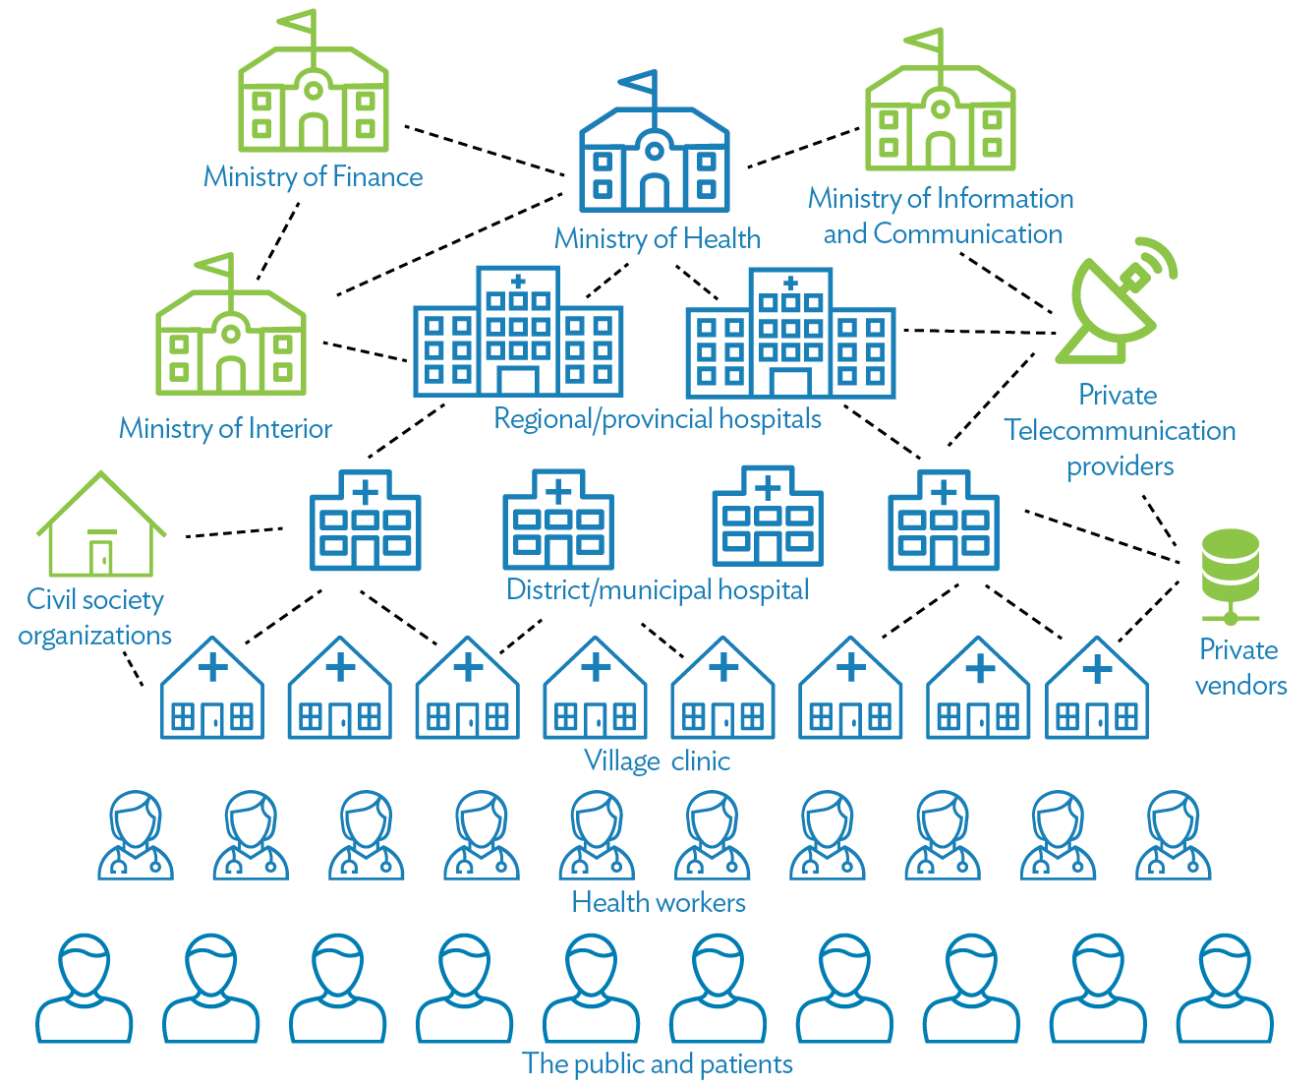 Ministry of Finance
Ministry of Health
Ministry of Information
and Communication
Ministry of Interior
Regional/provincial hospitals
Private
Telecommunication
providers
Civil society
organizations
District/municipal hospital
Private
vendors
Village clinic
Health workers
The public and patients